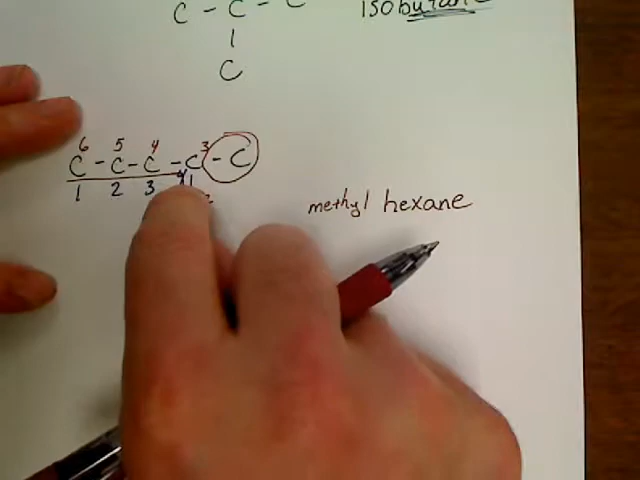 C - C - C
isobutane
|
C
6 5 4 3
C - C - C - C - C
1 2 3 4
methyl hexane